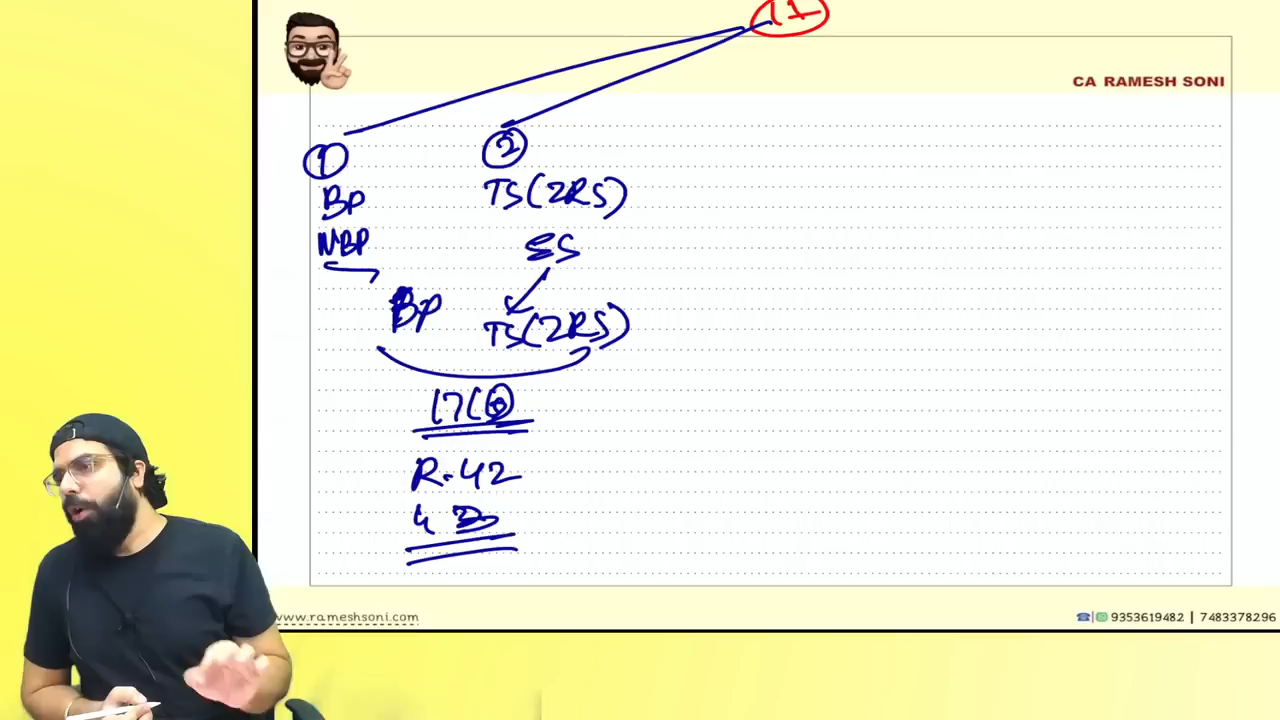 CA RAMESH SONI
① ②
BP TS(2RS)
NBP ES
BP TS(2RS)
17(6)
R.42
www.rameshsoni.com
9353619482 | 7483378296